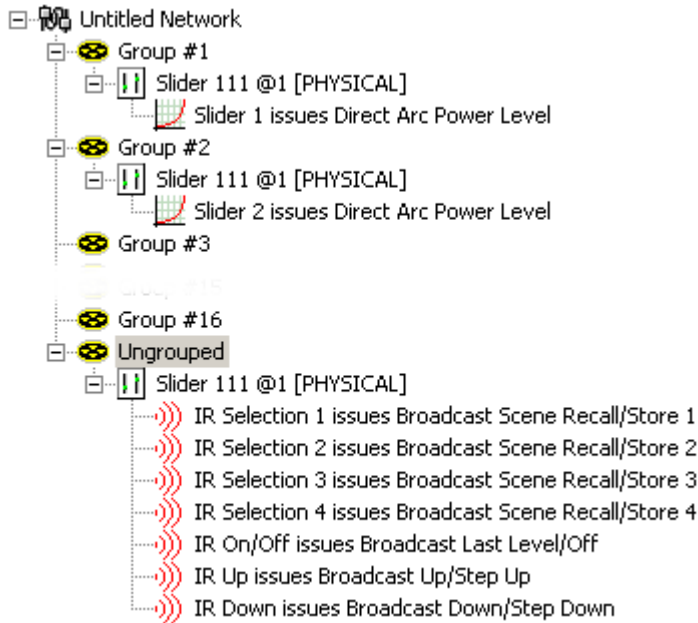 Untitled Network
Group #1
Slider 111 @1 [PHYSICAL]
Slider 1 issues Direct Arc Power Level
Group #2
Slider 111 @1 [PHYSICAL]
Slider 2 issues Direct Arc Power Level
Group #3
Group #16
Ungrouped
Slider 111 @1 [PHYSICAL]
IR Selection 1 issues Broadcast Scene Recall/Store 1
IR Selection 2 issues Broadcast Scene Recall/Store 2
IR Selection 3 issues Broadcast Scene Recall/Store 3
IR Selection 4 issues Broadcast Scene Recall/Store 4
IR On/Off issues Broadcast Last Level/Off
IR Up issues Broadcast Up/Step Up
IR Down issues Broadcast Down/Step Down